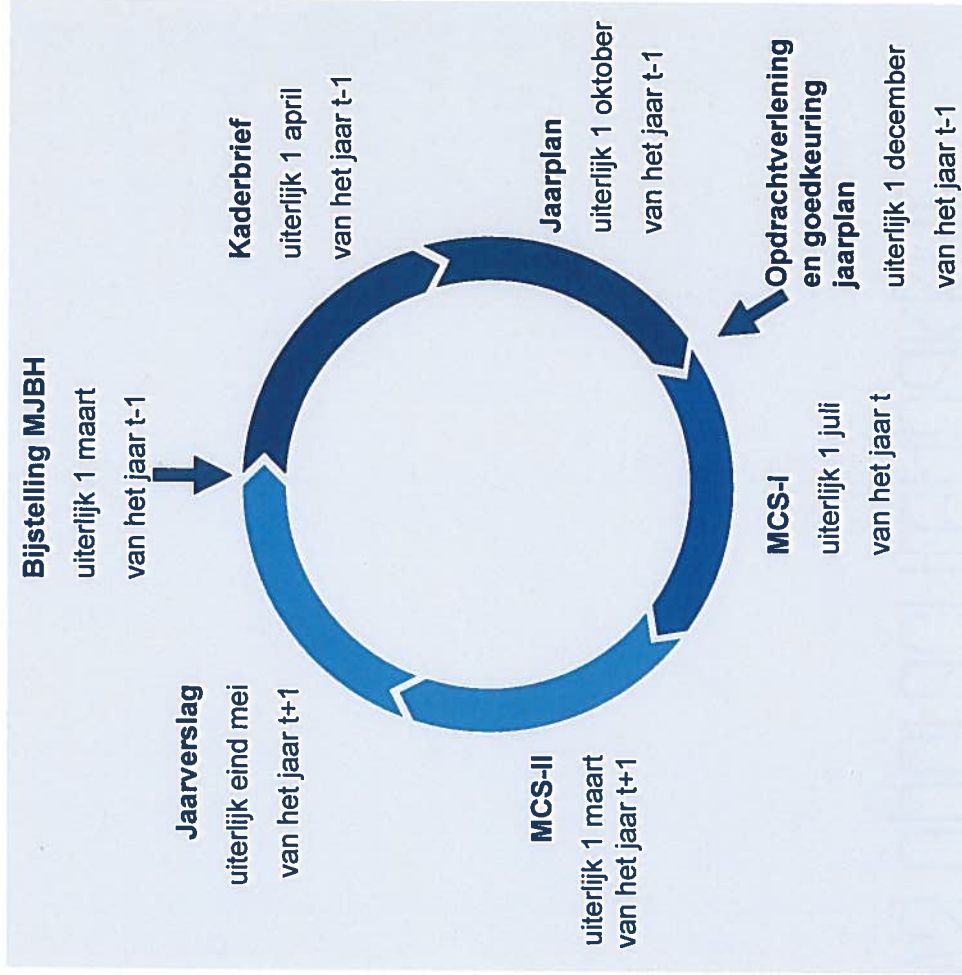 Bijstelling MJBH
uiterlijk 1 maart
van het jaar t-1
Kaderbrief
uiterlijk 1 april
van het jaar t-1
Jaarplan
uiterlijk 1 oktober
van het jaar t-1
Opdrachtverlening
en goedkeuring
jaarplan
uiterlijk 1 december
van het jaar t-1
MCS-I
uiterlijk 1 juli
van het jaar t
MCS-II
uiterlijk 1 maart
van het jaar t+1
Jaarverslag
uiterlijk eind mei
van het jaar t+1